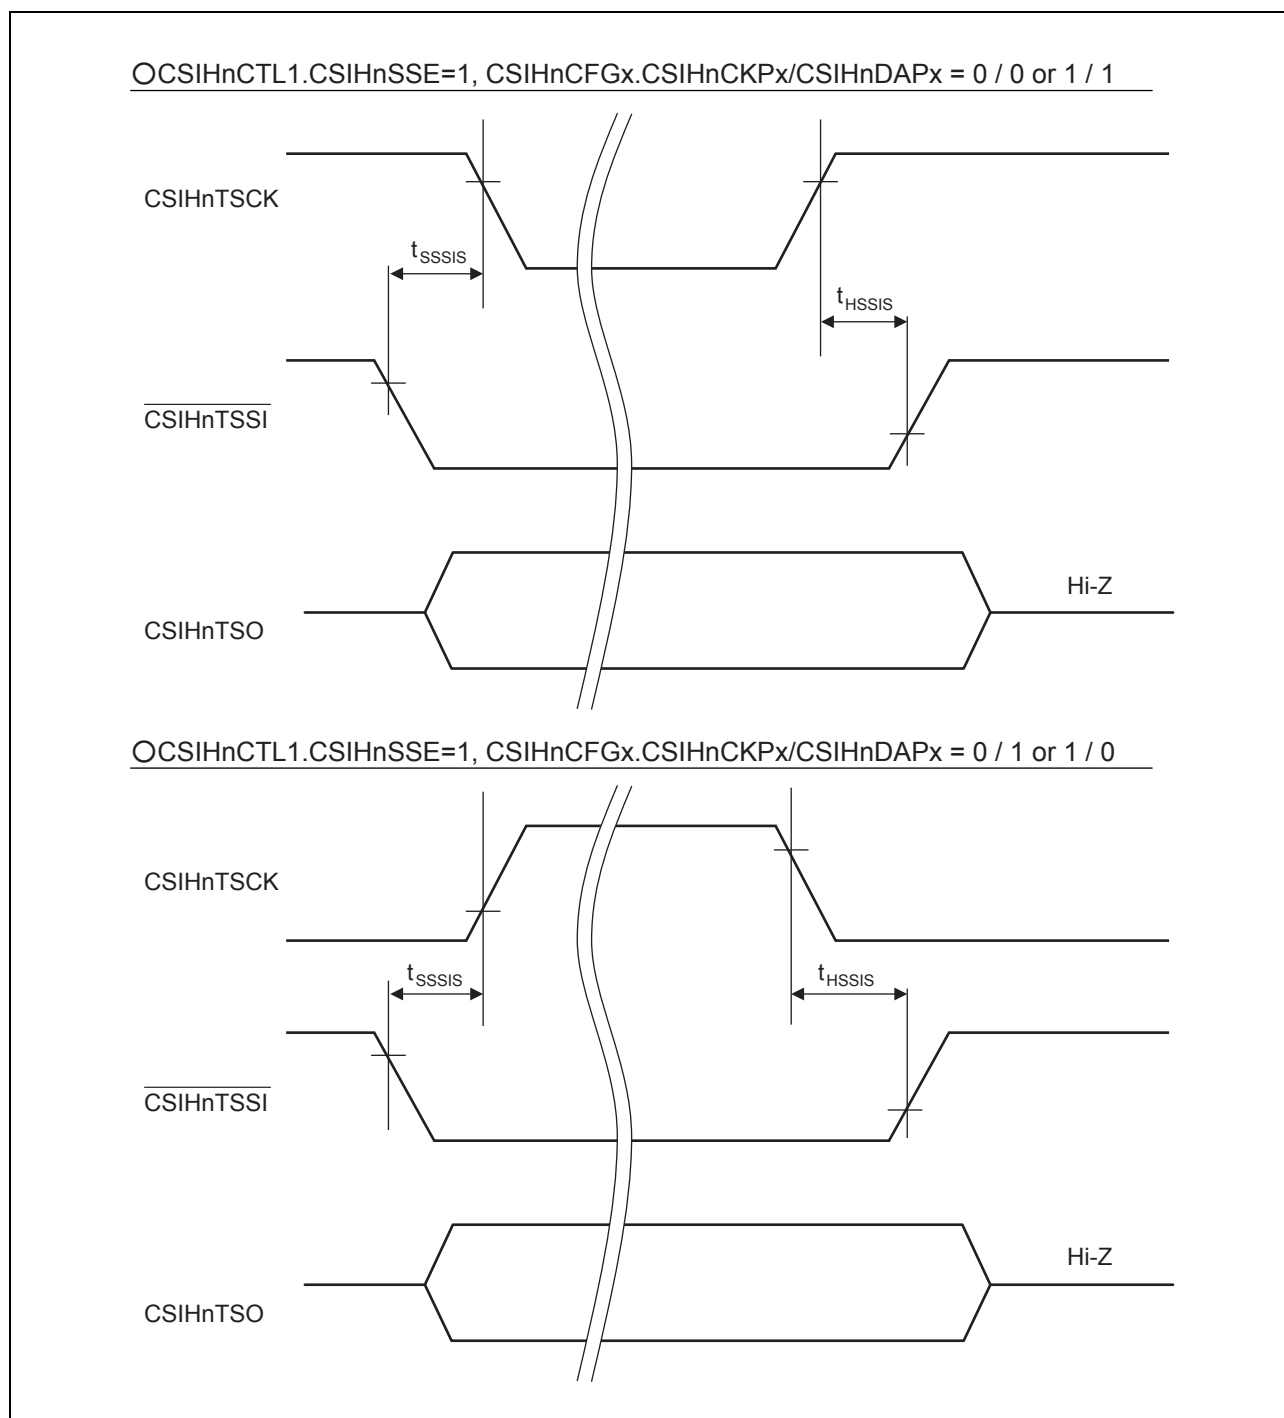 ○CSIHnCTL1.CSIHnSSE=1, CSIHnCFGx.CSIHnCKPx/CSIHnDAPx = 0 / 0 or 1 / 1
CSIHnTSCK
tSSSIS
tHSSIS
CSIHnTSSI
Hi-Z
CSIHnTSO
○CSIHnCTL1.CSIHnSSE=1, CSIHnCFGx.CSIHnCKPx/CSIHnDAPx = 0 / 1 or 1 / 0
CSIHnTSCK
tSSSIS
tHSSIS
CSIHnTSSI
Hi-Z
CSIHnTSO